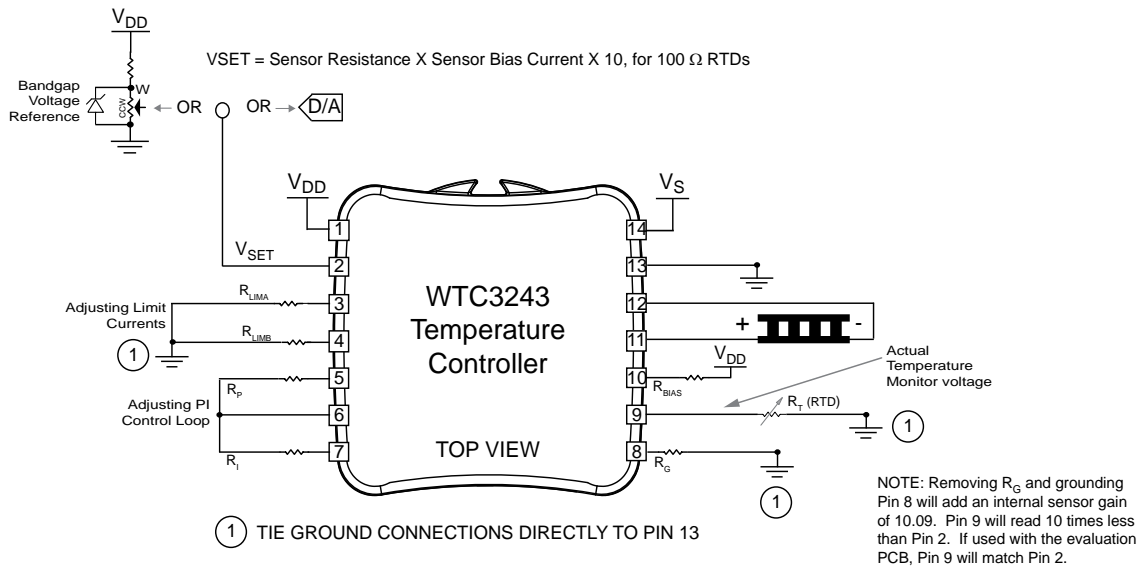 VDD
VSET = Sensor Resistance X Sensor Bias Current X 10, for 100 Ω RTDs
Bandgap
Voltage
Reference
W
CCW
OR
OR
D/A
VDD
VS
1
14
VSET
2
13
Adjusting Limit
Currents
RLIMA
3
12
WTC3243
Temperature
Controller
+
-
1
RLIMB
4
11
VDD
Actual
Temperature
Monitor voltage
RP
5
10
RBIAS
Adjusting PI
Control Loop
6
9
RT (RTD)
1
RI
7
TOP VIEW
8
RG
1
NOTE: Removing RG and grounding
Pin 8 will add an internal sensor gain
of 10.09. Pin 9 will read 10 times less
than Pin 2. If used with the evaluation
PCB, Pin 9 will match Pin 2.
1 TIE GROUND CONNECTIONS DIRECTLY TO PIN 13